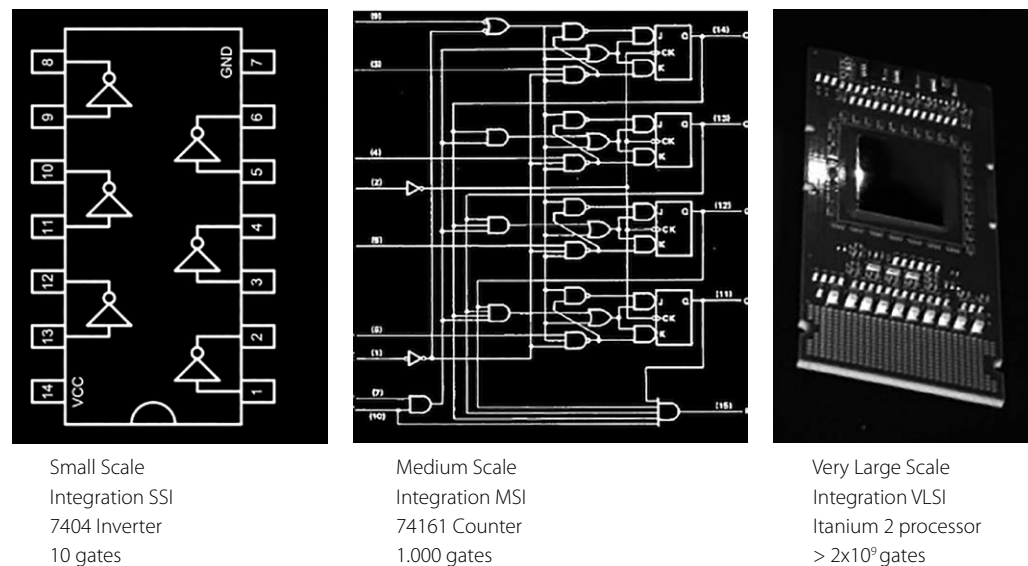 8
9
10
11
12
13
14
VCC
GND
7
6
5
4
3
2
1
(9)
(3)
(4)
(2)
(6)
(1)
(7)
(10)
J
Q
CK
K
(14)
J
Q
CK
K
(13)
J
Q
CK
K
(12)
J
Q
CK
K
(11)
(15)
Small Scale
Integration SSI
7404 Inverter
10 gates
Medium Scale
Integration MSI
74161 Counter
1.000 gates
Very Large Scale
Integration VLSI
Itanium 2 processor
> 2x10⁹ gates